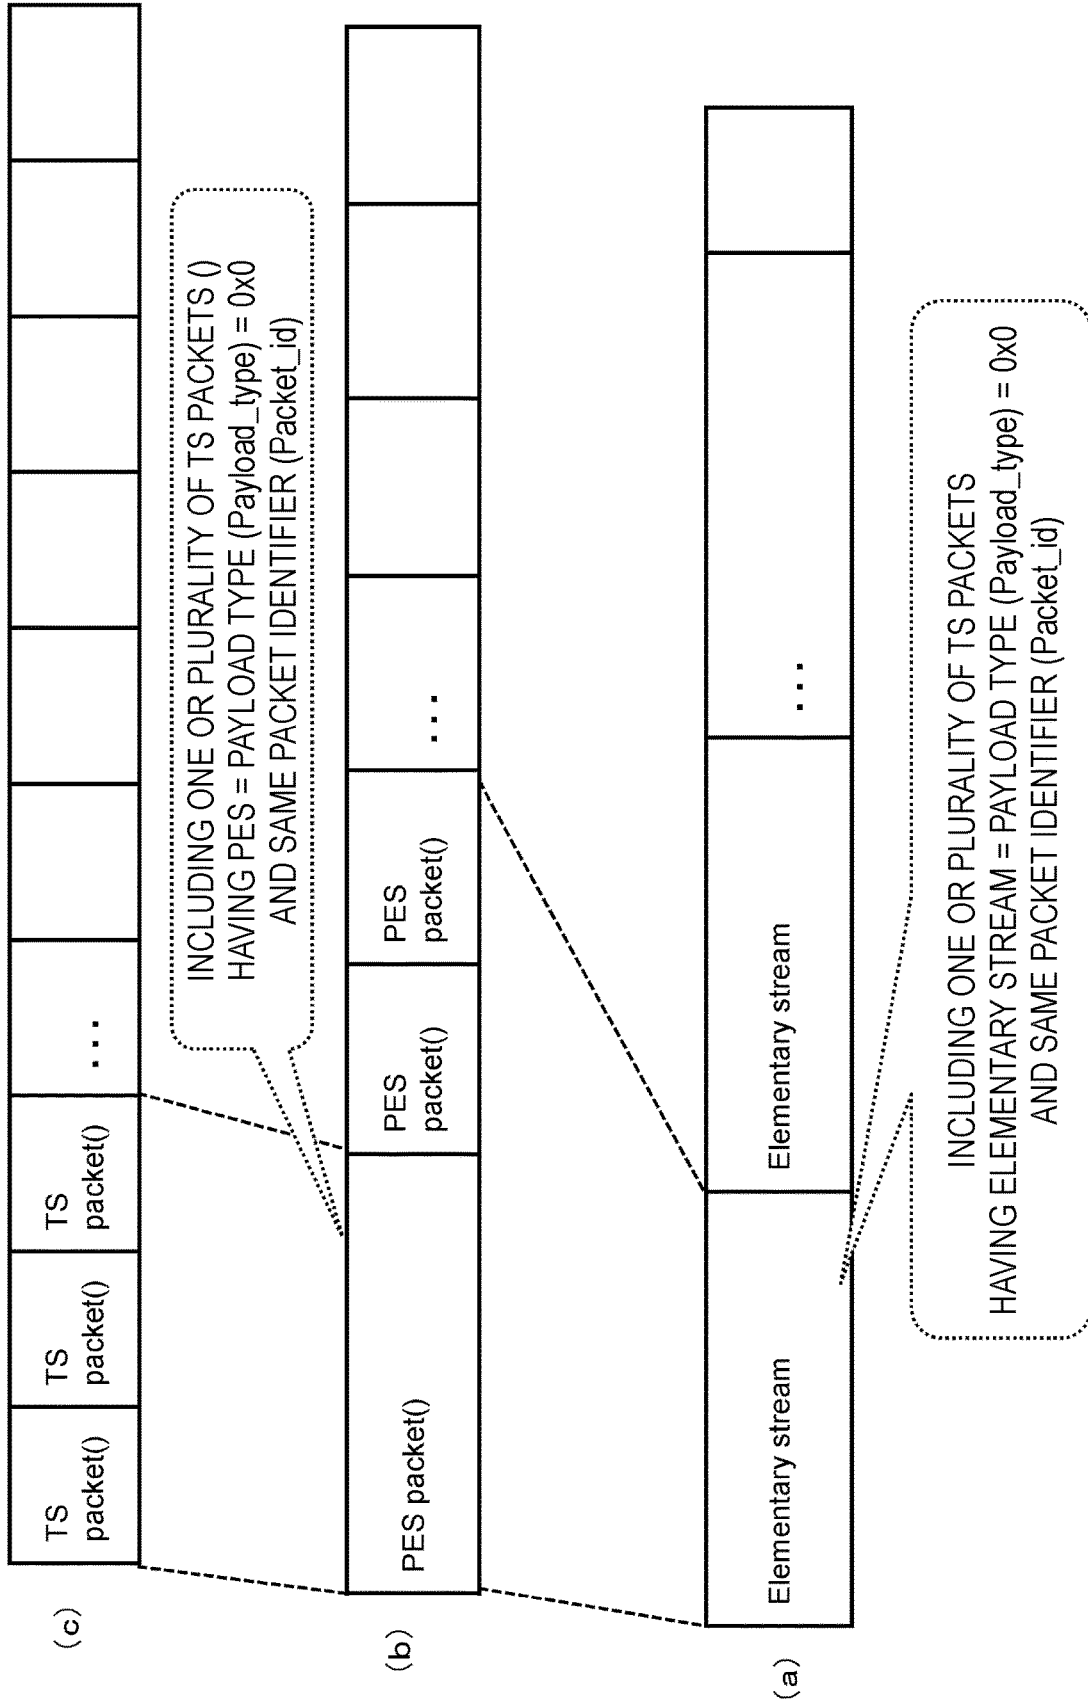 (c)
TS
packet()
TS
packet()
TS
packet()
...
INCLUDING ONE OR PLURALITY OF TS PACKETS ()
HAVING PES = PAYLOAD TYPE (Payload_type) = 0x0
AND SAME PACKET IDENTIFIER (Packet_id)
(b)
PES packet()
PES
packet()
PES
packet()
...
(a)
Elementary stream
Elementary stream
...
INCLUDING ONE OR PLURALITY OF TS PACKETS
HAVING ELEMENTARY STREAM = PAYLOAD TYPE (Payload_type) = 0x0
AND SAME PACKET IDENTIFIER (Packet_id)